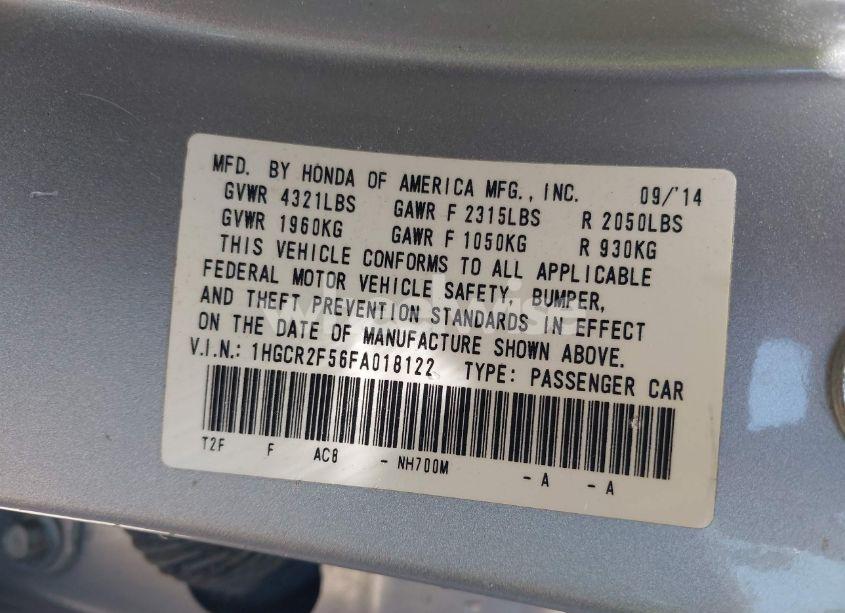 MFD. BY HONDA OF AMERICA MFG., INC. 09/'14
GVWR 4321LBS GAWR F 2315LBS R 2050LBS
GVWR 1960KG GAWR F 1050KG R 930KG
THIS VEHICLE CONFORMS TO ALL APPLICABLE
FEDERAL MOTOR VEHICLE SAFETY, BUMPER,
AND THEFT PREVENTION STANDARDS IN EFFECT
ON THE DATE OF MANUFACTURE SHOWN ABOVE.
V.I.N.: 1HGCR2F56FA018122 TYPE: PASSENGER CAR
T2F F AC8 - NH700M - A - A